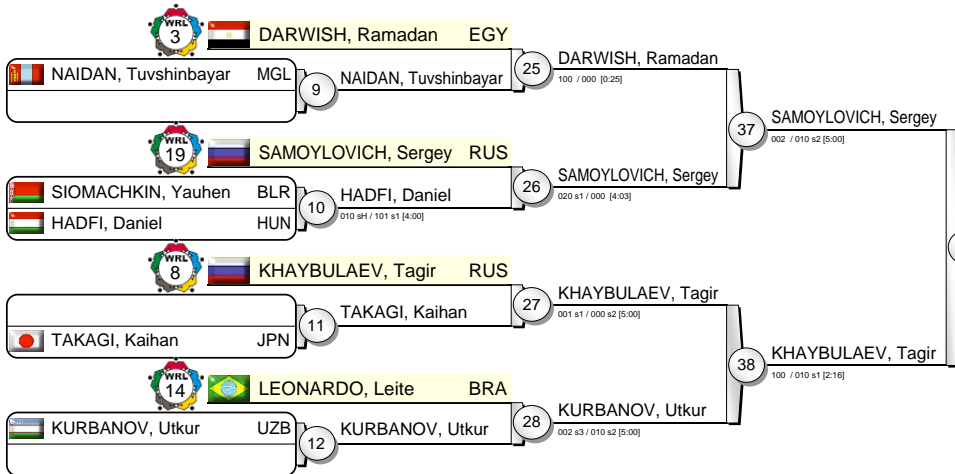 WRL 3 DARWISH, Ramadan EGY
NAIDAN, Tuvshinbayar MGL
9 NAIDAN, Tuvshinbayar
25 DARWISH, Ramadan
100 / 000 [0:25]
WRL 19 SAMOYLOVICH, Sergey RUS
SIOMACHKIN, Yauhen BLR
HADFI, Daniel HUN
10 HADFI, Daniel
010 sH / 101 s1 [4:00]
26 SAMOYLOVICH, Sergey
020 s1 / 000 [4:03]
37 SAMOYLOVICH, Sergey
002 / 010 s2 [5:00]
WRL 8 KHAYBULAEV, Tagir RUS
TAKAGI, Kaihan JPN
11 TAKAGI, Kaihan
27 KHAYBULAEV, Tagir
001 s1 / 000 s2 [5:00]
WRL 14 LEONARDO, Leite BRA
KURBANOV, Utkur UZB
12 KURBANOV, Utkur
28 KURBANOV, Utkur
002 s3 / 010 s2 [5:00]
38 KHAYBULAEV, Tagir
100 / 010 s1 [2:16]